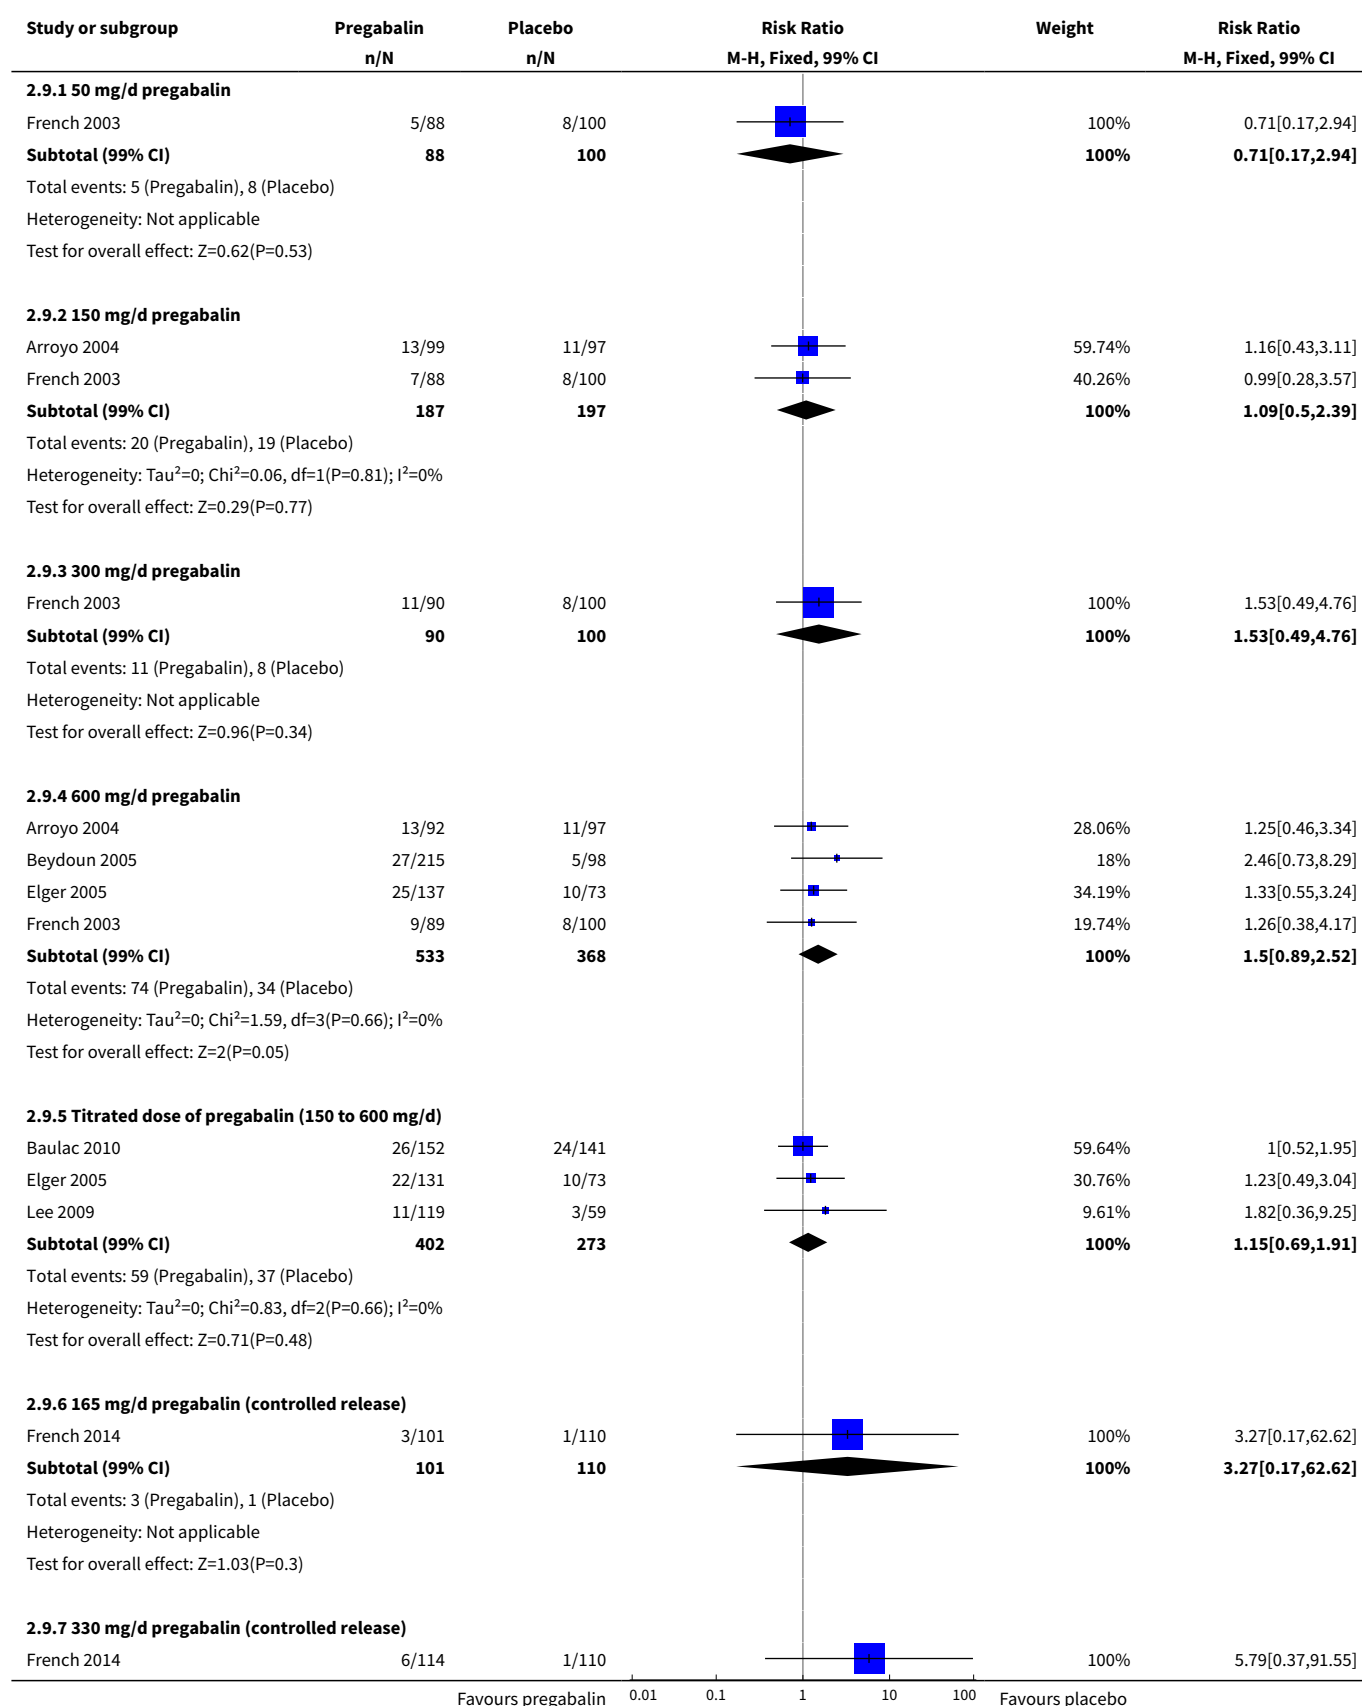 Study or subgroup Pregabalin Placebo Risk Ratio Weight Risk Ratio
n/N n/N M-H, Fixed, 99% CI M-H, Fixed, 99% CI
2.9.1 50 mg/d pregabalin
French 2003 5/88 8/100 100% 0.71[0.17,2.94]
Subtotal (99% CI) 88 100 100% 0.71[0.17,2.94]
Total events: 5 (Pregabalin), 8 (Placebo)
Heterogeneity: Not applicable
Test for overall effect: Z=0.62(P=0.53)
2.9.2 150 mg/d pregabalin
Arroyo 2004 13/99 11/97 59.74% 1.16[0.43,3.11]
French 2003 7/88 8/100 40.26% 0.99[0.28,3.57]
Subtotal (99% CI) 187 197 100% 1.09[0.5,2.39]
Total events: 20 (Pregabalin), 19 (Placebo)
Heterogeneity: Tau²=0; Chi²=0.06, df=1(P=0.81); I²=0%
Test for overall effect: Z=0.29(P=0.77)
2.9.3 300 mg/d pregabalin
French 2003 11/90 8/100 100% 1.53[0.49,4.76]
Subtotal (99% CI) 90 100 100% 1.53[0.49,4.76]
Total events: 11 (Pregabalin), 8 (Placebo)
Heterogeneity: Not applicable
Test for overall effect: Z=0.96(P=0.34)
2.9.4 600 mg/d pregabalin
Arroyo 2004 13/92 11/97 28.06% 1.25[0.46,3.34]
Beydoun 2005 27/215 5/98 18% 2.46[0.73,8.29]
Elger 2005 25/137 10/73 34.19% 1.33[0.55,3.24]
French 2003 9/89 8/100 19.74% 1.26[0.38,4.17]
Subtotal (99% CI) 533 368 100% 1.5[0.89,2.52]
Total events: 74 (Pregabalin), 34 (Placebo)
Heterogeneity: Tau²=0; Chi²=1.59, df=3(P=0.66); I²=0%
Test for overall effect: Z=2(P=0.05)
2.9.5 Titrated dose of pregabalin (150 to 600 mg/d)
Baulac 2010 26/152 24/141 59.64% 1[0.52,1.95]
Elger 2005 22/131 10/73 30.76% 1.23[0.49,3.04]
Lee 2009 11/119 3/59 9.61% 1.82[0.36,9.25]
Subtotal (99% CI) 402 273 100% 1.15[0.69,1.91]
Total events: 59 (Pregabalin), 37 (Placebo)
Heterogeneity: Tau²=0; Chi²=0.83, df=2(P=0.66); I²=0%
Test for overall effect: Z=0.71(P=0.48)
2.9.6 165 mg/d pregabalin (controlled release)
French 2014 3/101 1/110 100% 3.27[0.17,62.62]
Subtotal (99% CI) 101 110 100% 3.27[0.17,62.62]
Total events: 3 (Pregabalin), 1 (Placebo)
Heterogeneity: Not applicable
Test for overall effect: Z=1.03(P=0.3)
2.9.7 330 mg/d pregabalin (controlled release)
French 2014 6/114 1/110 100% 5.79[0.37,91.55]
Favours pregabalin 0.01 0.1 1 10 100 Favours placebo